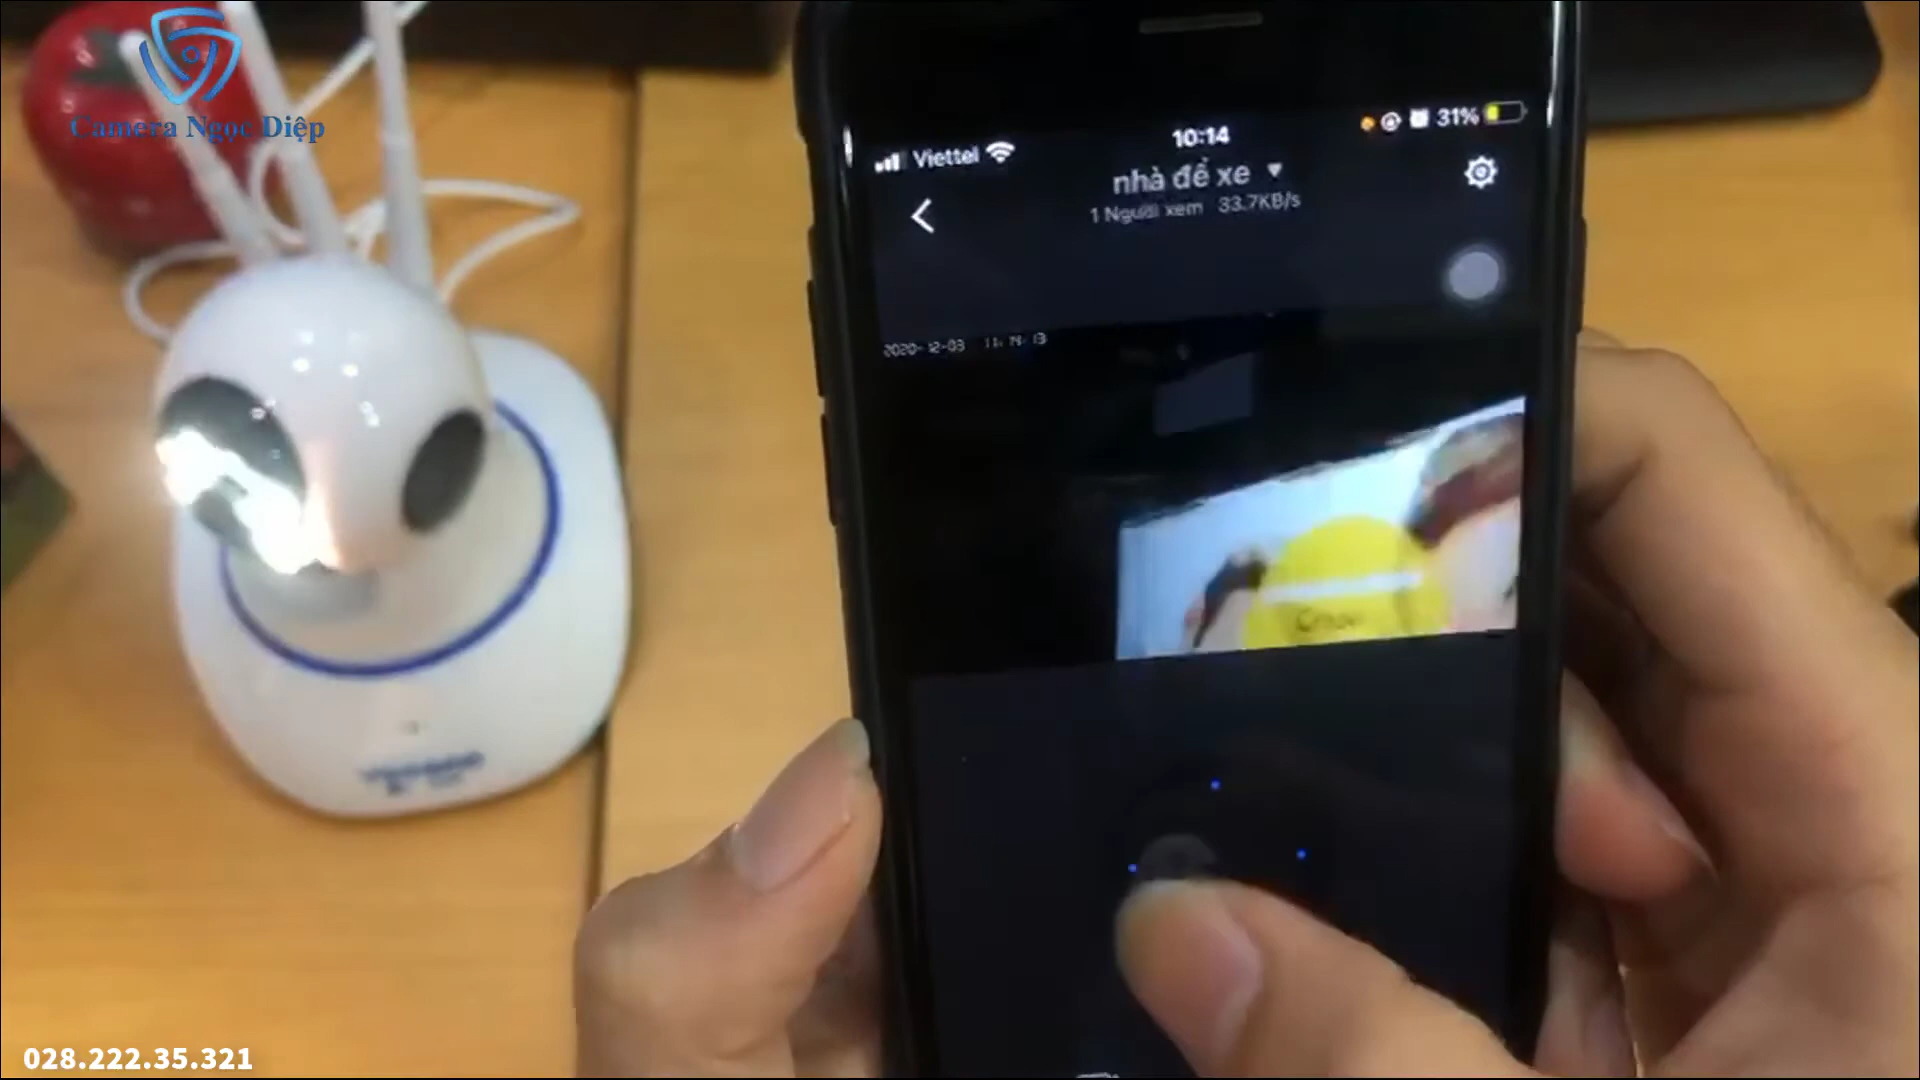 Camera Ngọc Diệp
Viettel
10:14
31%
nhà để xe
1 Người xem 33.7KB/s
2020-12-03
028.222.35.321